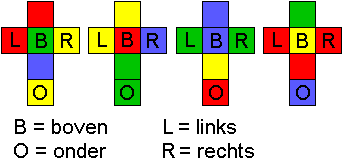 L B R L B R L B R L B R
O O O O
B = boven L = links
O = onder R = rechts